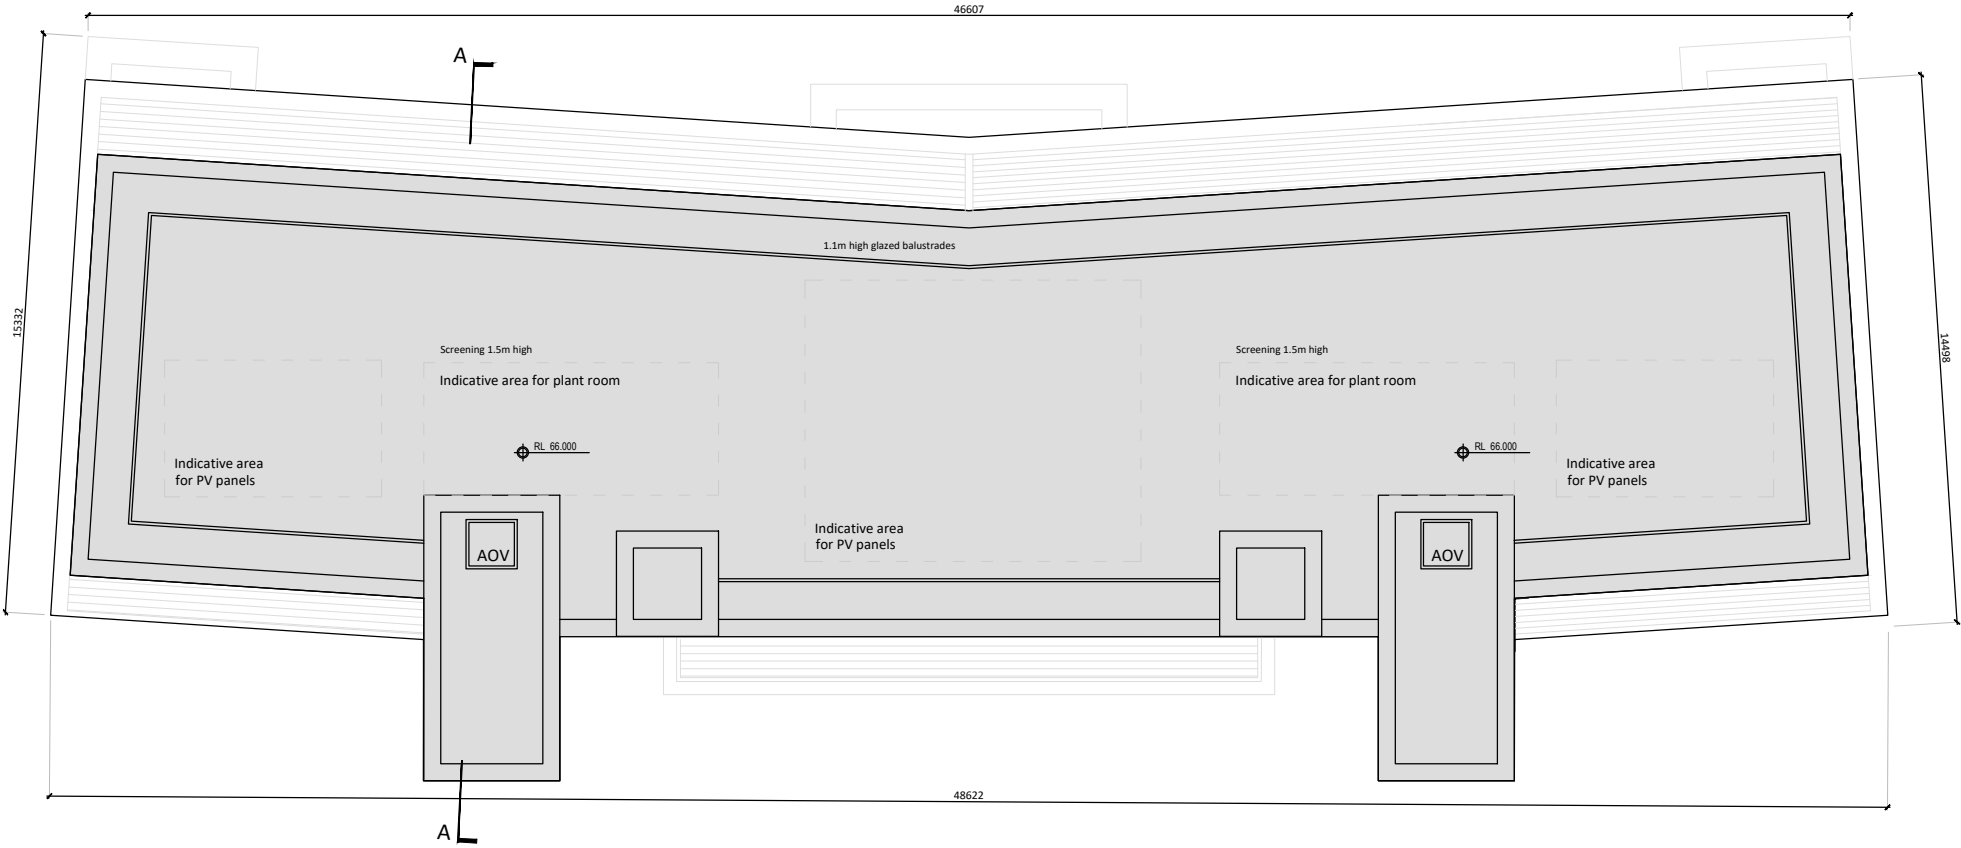 46607
A
15332
14498
1.1m high glazed balustrades
Screening 1.5m high
Indicative area for plant room
Screening 1.5m high
Indicative area for plant room
RL 66.000
RL 66.000
Indicative area
for PV panels
Indicative area
for PV panels
Indicative area
for PV panels
AOV
AOV
48622
A